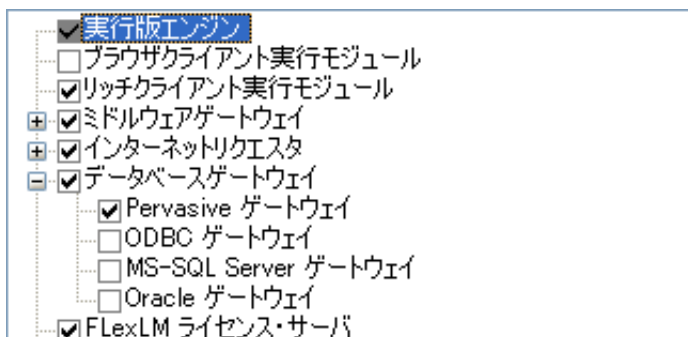 実行版エンジン
ブラウザクライアント実行モジュール
リッチクライアント実行モジュール
ミドルウェアゲートウェイ
インターネットリクエスタ
データベースゲートウェイ
Pervasive ゲートウェイ
ODBC ゲートウェイ
MS-SQL Server ゲートウェイ
Oracle ゲートウェイ
FLexLM ライセンス・サーバ